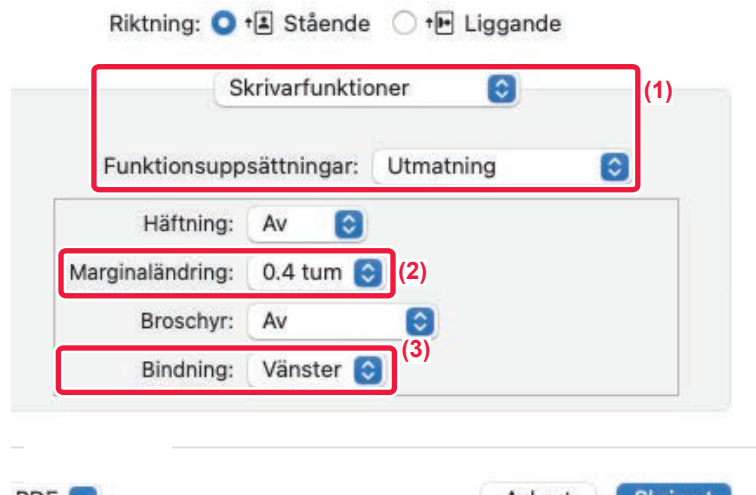 Riktning: Stående Liggande
Skrivarfunktioner (1)
Funktionsuppsättningar: Utmatning
Häftning: Av
Marginaländring: 0.4 tum (2)
Broschyr: Av
(3)
Bindning: Vänster